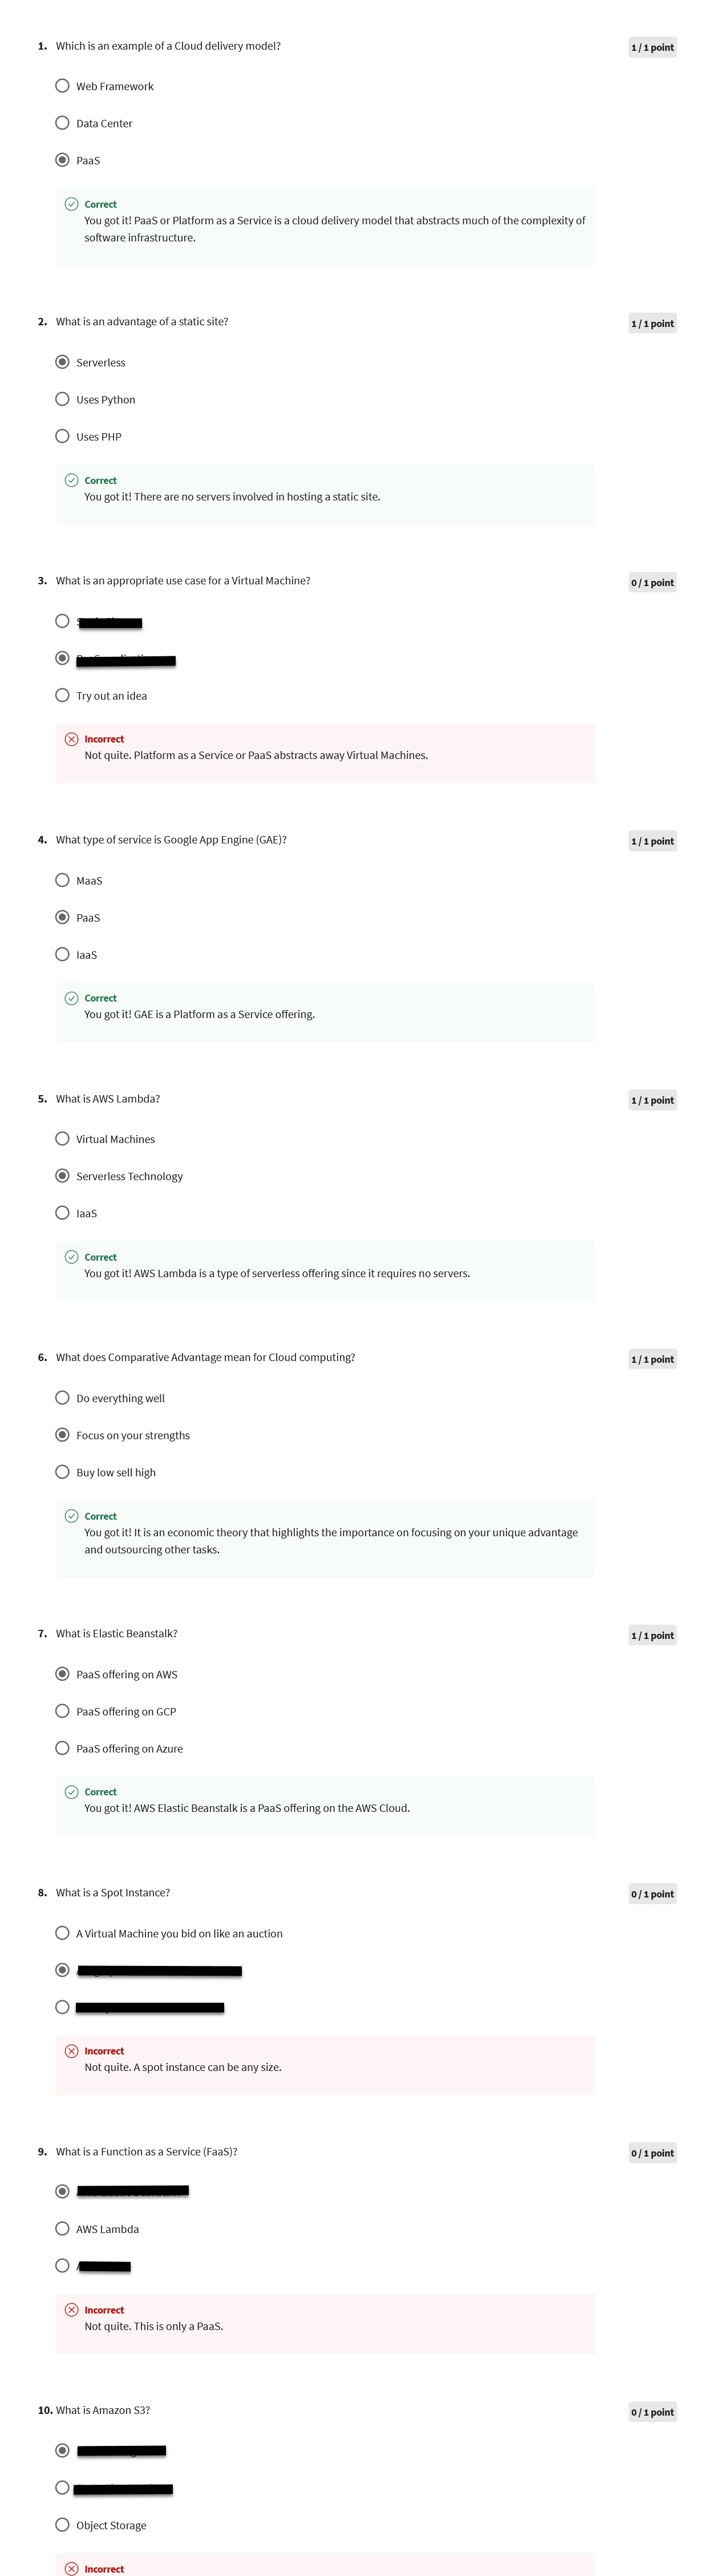 1. Which is an example of a Cloud delivery model?
1 / 1 point
Web Framework
Data Center
PaaS
Correct
You got it! PaaS or Platform as a Service is a cloud delivery model that abstracts much of the complexity of
software infrastructure.
2. What is an advantage of a static site?
1 / 1 point
Serverless
Uses Python
Uses PHP
Correct
You got it! There are no servers involved in hosting a static site.
3. What is an appropriate use case for a Virtual Machine?
0 / 1 point
Try out an idea
Incorrect
Not quite. Platform as a Service or PaaS abstracts away Virtual Machines.
4. What type of service is Google App Engine (GAE)?
1 / 1 point
MaaS
PaaS
IaaS
Correct
You got it! GAE is a Platform as a Service offering.
5. What is AWS Lambda?
1 / 1 point
Virtual Machines
Serverless Technology
IaaS
Correct
You got it! AWS Lambda is a type of serverless offering since it requires no servers.
6. What does Comparative Advantage mean for Cloud computing?
1 / 1 point
Do everything well
Focus on your strengths
Buy low sell high
Correct
You got it! It is an economic theory that highlights the importance on focusing on your unique advantage
and outsourcing other tasks.
7. What is Elastic Beanstalk?
1 / 1 point
PaaS offering on AWS
PaaS offering on GCP
PaaS offering on Azure
Correct
You got it! AWS Elastic Beanstalk is a PaaS offering on the AWS Cloud.
8. What is a Spot Instance?
0 / 1 point
A Virtual Machine you bid on like an auction
Incorrect
Not quite. A spot instance can be any size.
9. What is a Function as a Service (FaaS)?
0 / 1 point
AWS Lambda
Incorrect
Not quite. This is only a PaaS.
10. What is Amazon S3?
0 / 1 point
Object Storage
Incorrect